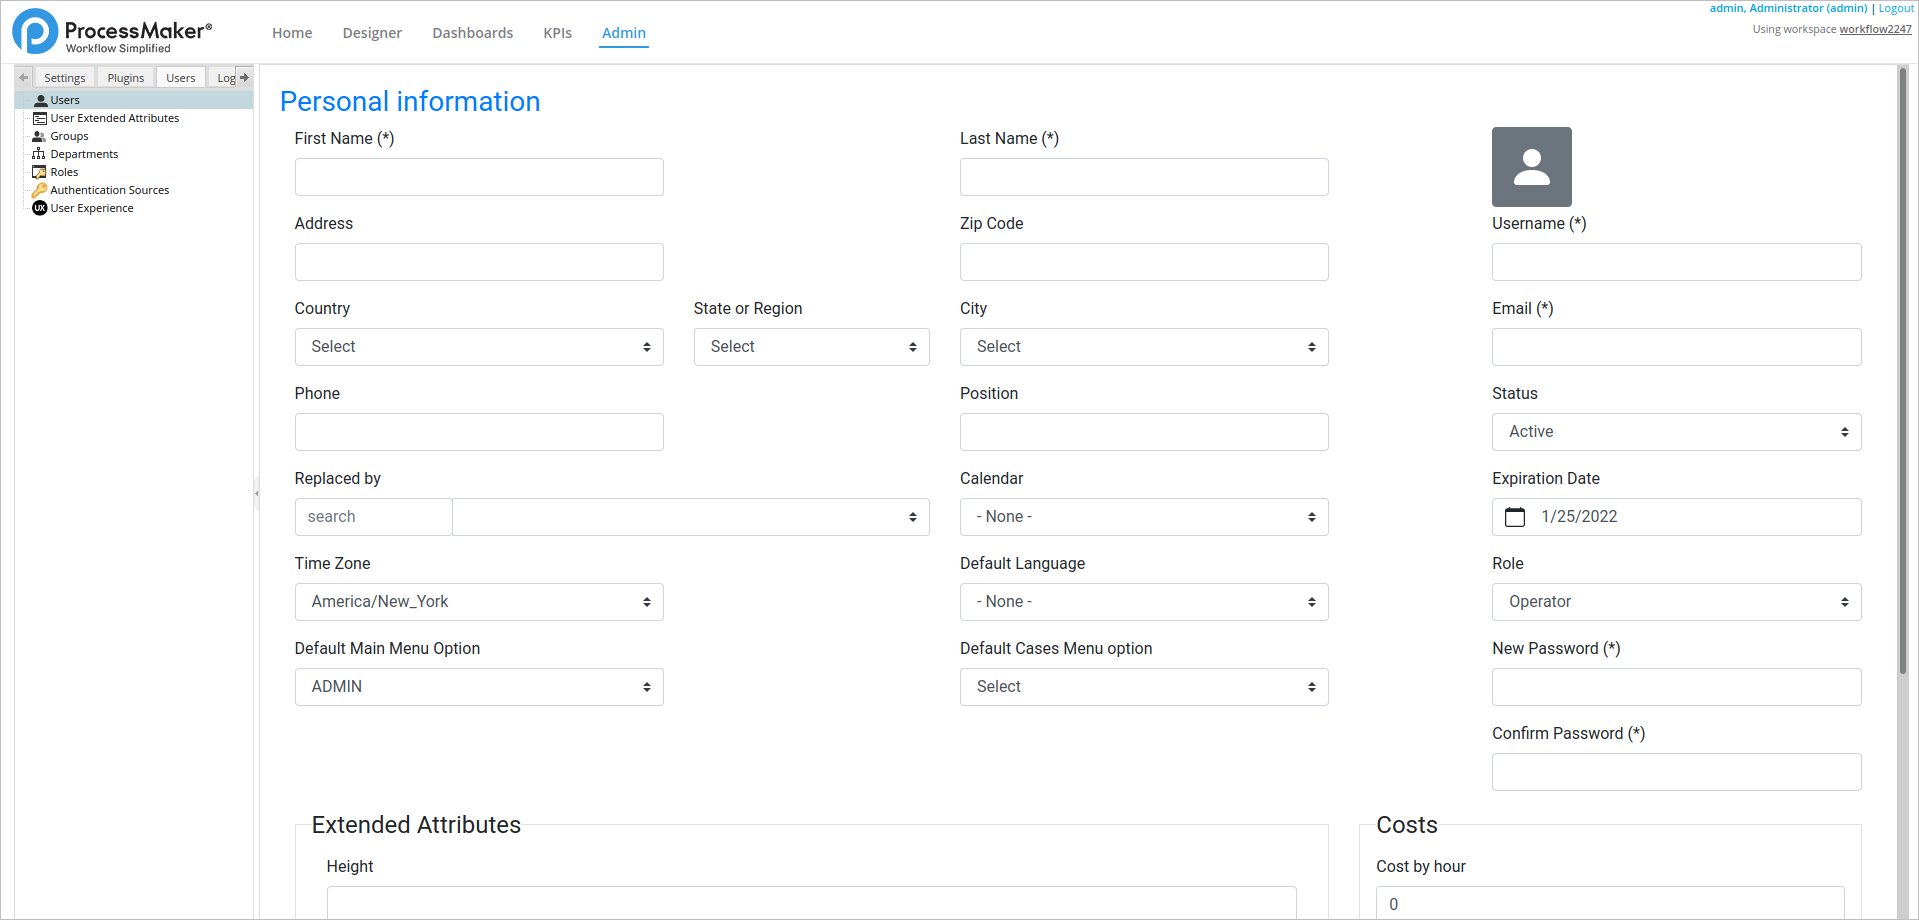 ProcessMaker®
Workflow Simplified
Home Designer Dashboards KPIs Admin
admin, Administrator (admin) | Logout
Using workspace workflow2247
Settings Plugins Users Log
Users
User Extended Attributes
Groups
Departments
Roles
Authentication Sources
UX User Experience
Personal information
First Name (*) Last Name (*)
Address Zip Code Username (*)
Country State or Region City Email (*)
Select Select Select
Phone Position Status
Active
Replaced by Calendar Expiration Date
search - None - 1/25/2022
Time Zone Default Language Role
America/New_York - None - Operator
Default Main Menu Option Default Cases Menu option New Password (*)
ADMIN Select
Confirm Password (*)
Extended Attributes Costs
Height Cost by hour
0